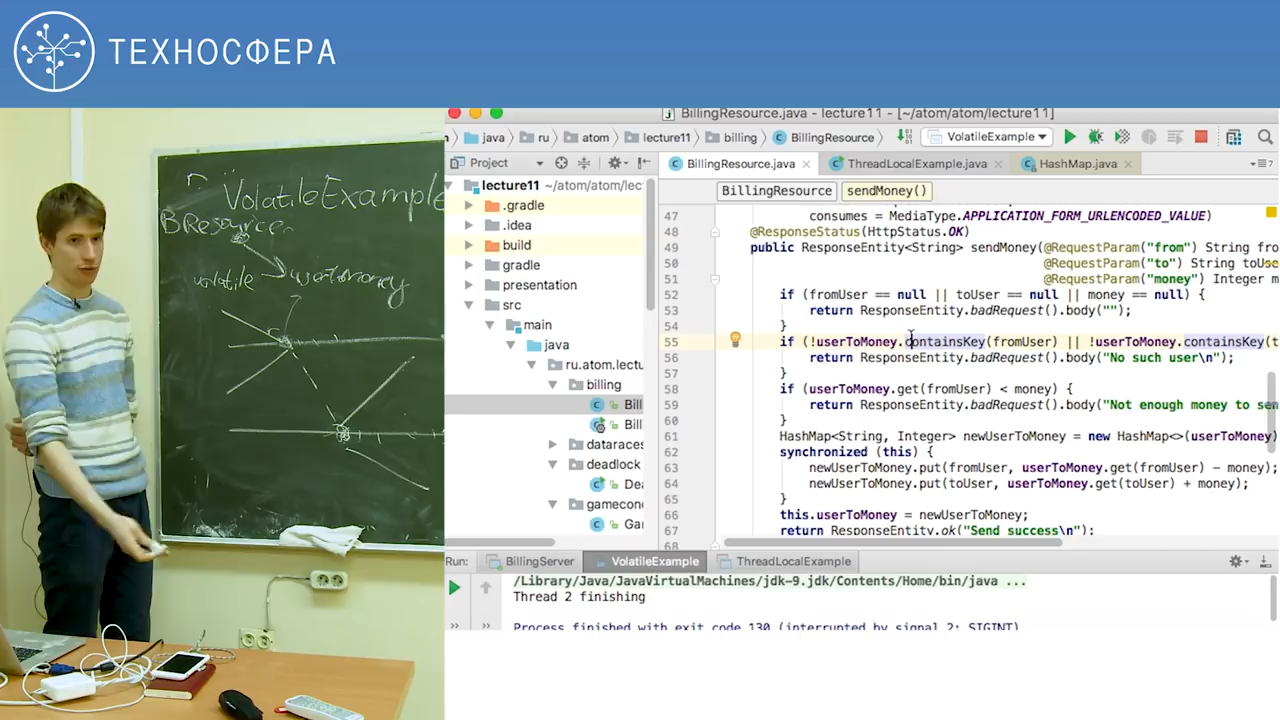 ТЕХНОСФЕРА
VolatileExample
BResource
volatile
userToMoney
BillingResource.java - lecture11 - [~/atom/atom/lecture11]
java ru atom lecture11 billing BillingResource VolatileExample
Project
BillingResource.java ThreadLocalExample.java HashMap.java
BillingResource sendMoney()
lecture11 ~/atom/atom/
.gradle
.idea
build
gradle
presentation
src
main
java
ru.atom.lectur
billing
Bill
Bill
dataraces
deadlock
Dea
gamecon
Ga
47 consumes = MediaType.APPLICATION_FORM_URLENCODED_VALUE)
48 @ResponseStatus(HttpStatus.OK)
49 public ResponseEntity<String> sendMoney(@RequestParam("from") String fro
50 @RequestParam("to") String toUse
51 @RequestParam("money") Integer m
52 if (fromUser == null || toUser == null || money == null) {
53 return ResponseEntity.badRequest().body("");
54 }
55 if (!userToMoney.containsKey(fromUser) || !userToMoney.containsKey(t
56 return ResponseEntity.badRequest().body("No such user\n");
57 }
58 if (userToMoney.get(fromUser) < money) {
59 return ResponseEntity.badRequest().body("Not enough money to sen
60 }
61 HashMap<String, Integer> newUserToMoney = new HashMap<>(userToMoney)
62 synchronized (this) {
63 newUserToMoney.put(fromUser, userToMoney.get(fromUser) - money);
64 newUserToMoney.put(toUser, userToMoney.get(toUser) + money);
65 }
66 this.userToMoney = newUserToMoney;
67 return ResponseEntity.ok("Send success\n");
68
Run: BillingServer VolatileExample ThreadLocalExample
/Library/Java/JavaVirtualMachines/jdk-9.jdk/Contents/Home/bin/java ...
Thread 2 finishing
Process finished with exit code 130 (interrupted by signal 2: SIGINT)